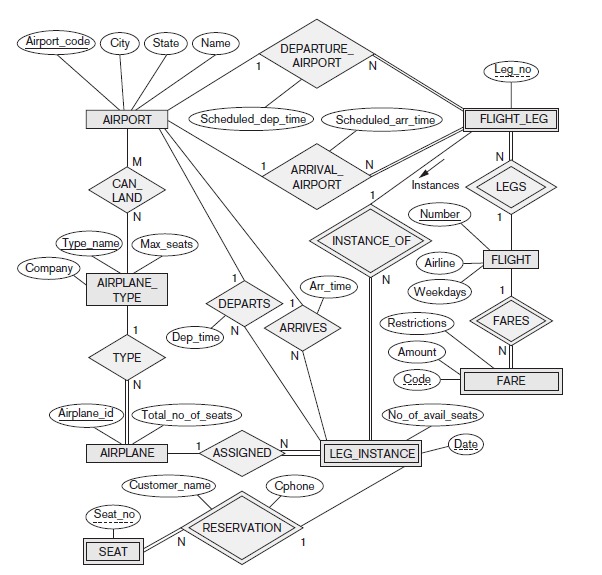 Airport_code
City
State
Name
DEPARTURE_
AIRPORT
1
N
Leg_no
Scheduled_dep_time
Scheduled_arr_time
AIRPORT
FLIGHT_LEG
M
1
ARRIVAL_
AIRPORT
N
N
CAN_
LAND
Instances
LEGS
1
N
Number
1
INSTANCE_OF
Type_name
Max_seats
Company
Airline
FLIGHT
N
1
AIRPLANE_
TYPE
Arr_time
Weekdays
1
DEPARTS
1
1
Restrictions
FARES
Dep_time
N
ARRIVES
TYPE
N
Amount
N
N
Code
FARE
Airplane_id
Total_no_of_seats
No_of_avail_seats
1
N
Date
AIRPLANE
ASSIGNED
LEG_INSTANCE
Customer_name
Cphone
Seat_no
RESERVATION
N
1
SEAT